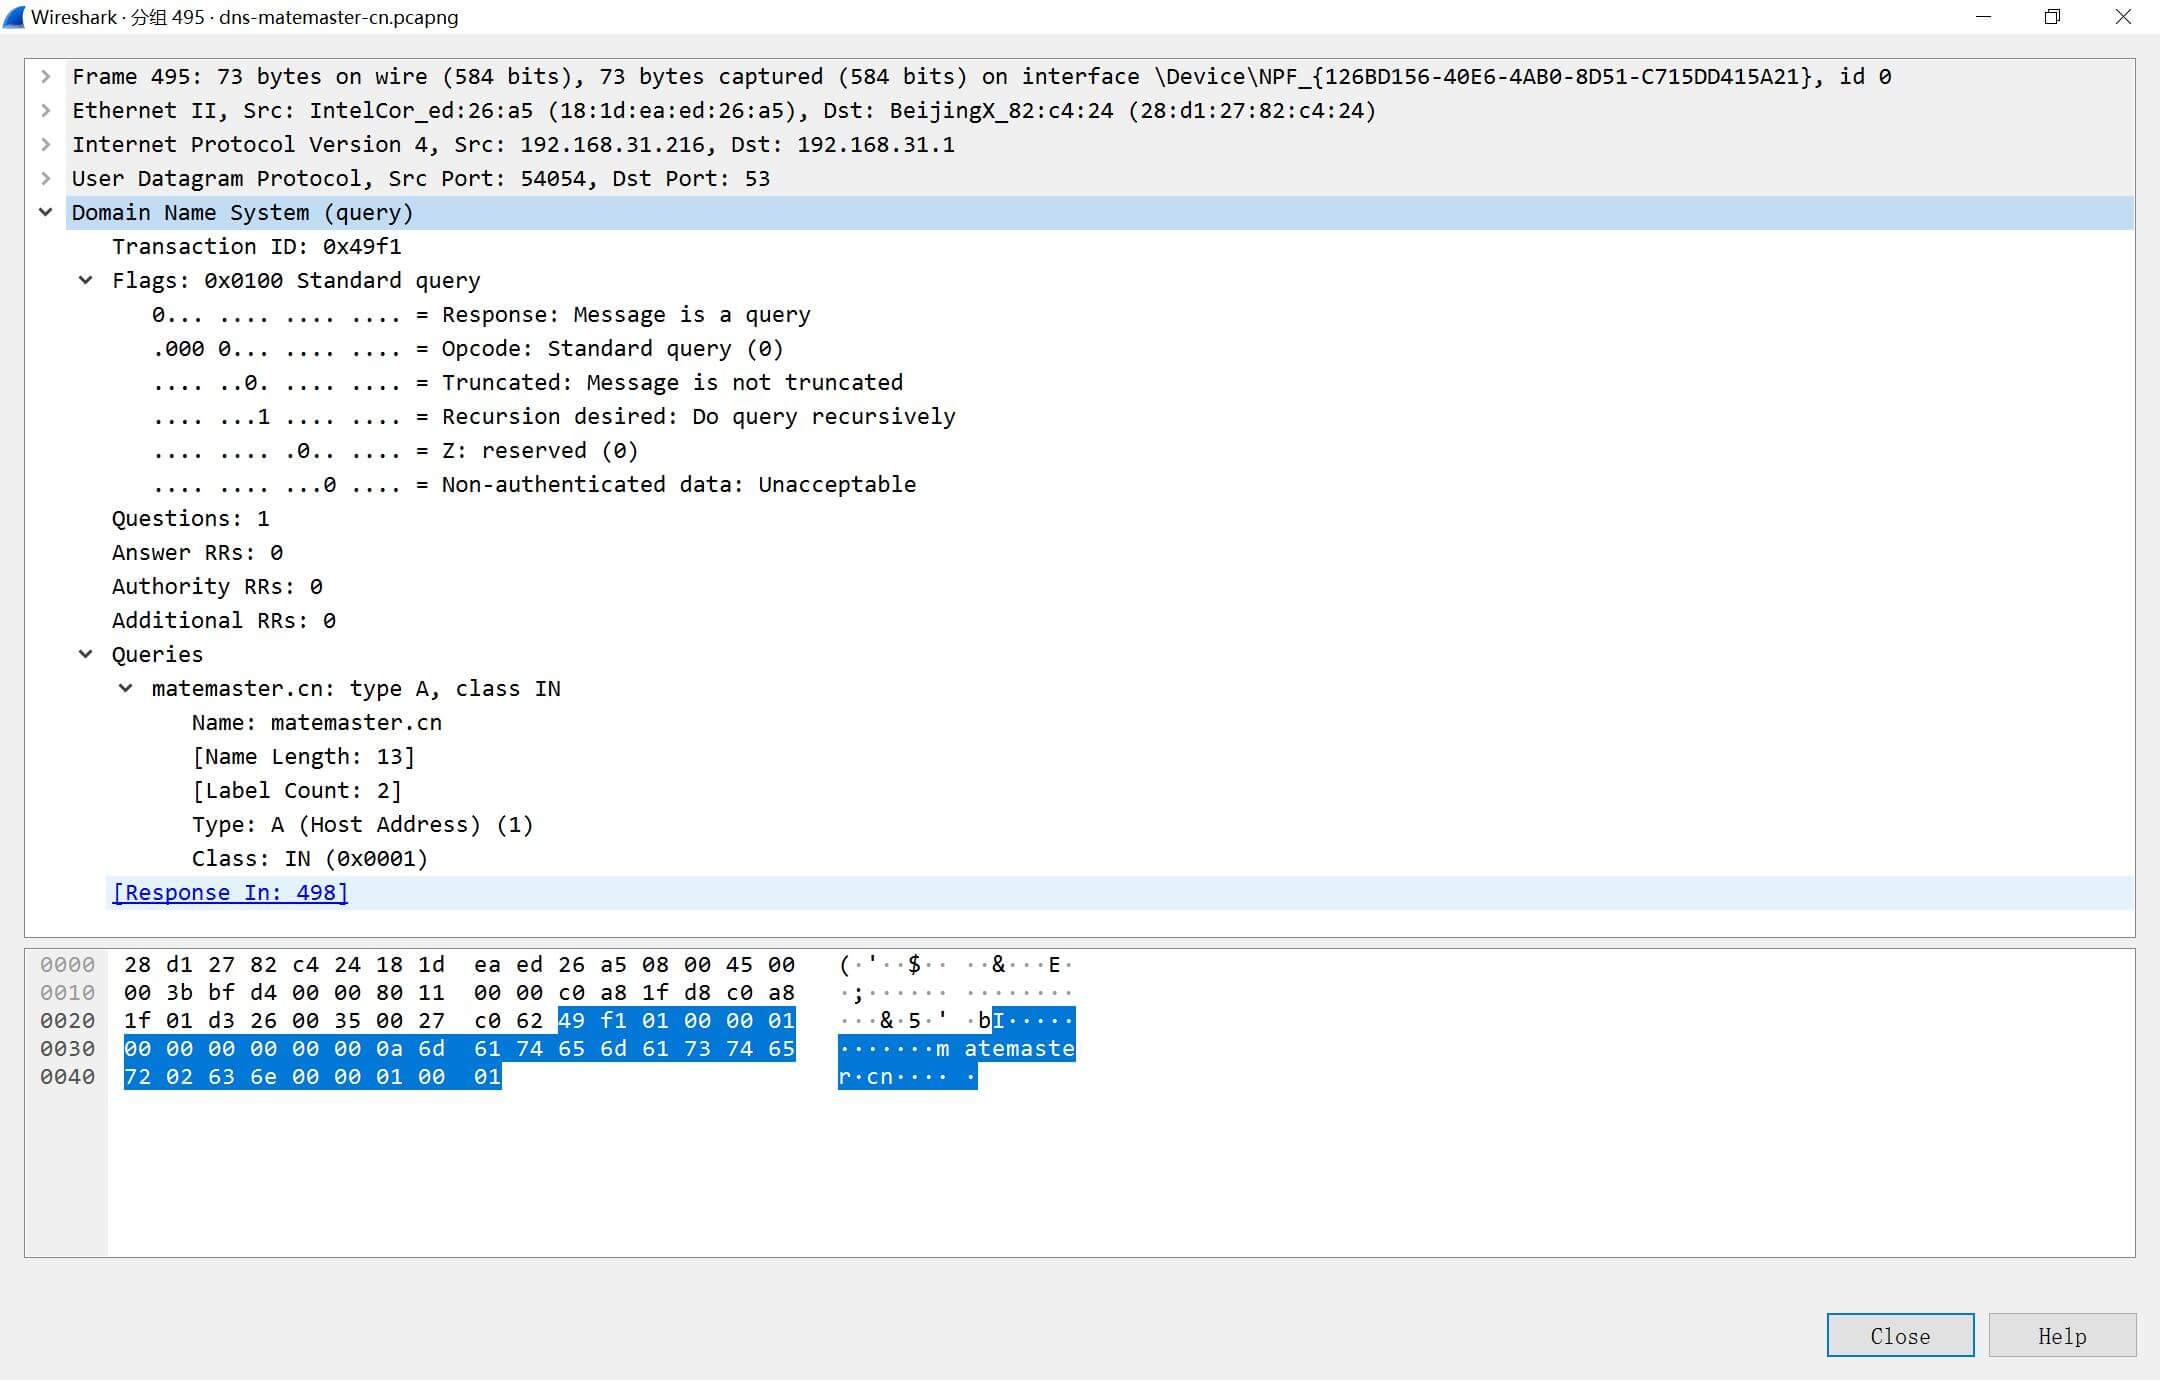 Wireshark · 分组 495 · dns-matemaster-cn.pcapng
Frame 495: 73 bytes on wire (584 bits), 73 bytes captured (584 bits) on interface \Device\NPF_{126BD156-40E6-4AB0-8D51-C715DD415A21}, id 0
Ethernet II, Src: IntelCor_ed:26:a5 (18:1d:ea:ed:26:a5), Dst: BeijingX_82:c4:24 (28:d1:27:82:c4:24)
Internet Protocol Version 4, Src: 192.168.31.216, Dst: 192.168.31.1
User Datagram Protocol, Src Port: 54054, Dst Port: 53
Domain Name System (query)
Transaction ID: 0x49f1
Flags: 0x0100 Standard query
0... .... .... .... = Response: Message is a query
.000 0... .... .... = Opcode: Standard query (0)
.... ..0. .... .... = Truncated: Message is not truncated
.... ...1 .... .... = Recursion desired: Do query recursively
.... .... .0.. .... = Z: reserved (0)
.... .... ...0 .... = Non-authenticated data: Unacceptable
Questions: 1
Answer RRs: 0
Authority RRs: 0
Additional RRs: 0
Queries
matemaster.cn: type A, class IN
Name: matemaster.cn
[Name Length: 13]
[Label Count: 2]
Type: A (Host Address) (1)
Class: IN (0x0001)
[Response In: 498]
0000 28 d1 27 82 c4 24 18 1d ea ed 26 a5 08 00 45 00 (·'··$·· ··&···E·
0010 00 3b bf d4 00 00 80 11 00 00 c0 a8 1f d8 c0 a8 ·;······ ········
0020 1f 01 d3 26 00 35 00 27 c0 62 49 f1 01 00 00 01 ···&·5·' ·bI·····
0030 00 00 00 00 00 00 0a 6d 61 74 65 6d 61 73 74 65 ·······m atemaste
0040 72 02 63 6e 00 00 01 00 01 r·cn···· ·
Close
Help